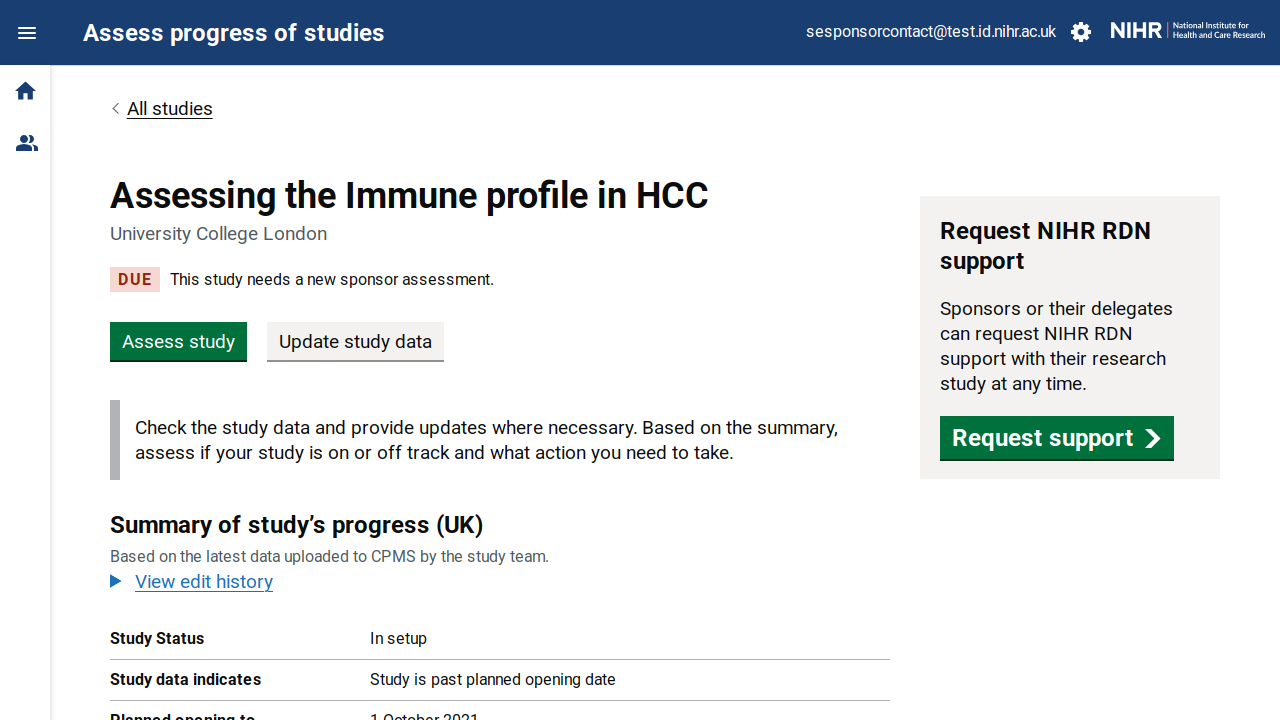 Assess progress of studies
sesponsorcontact@test.id.nihr.ac.uk
NIHR
National Institute for
Health and Care Research
All studies
Assessing the Immune profile in HCC
University College London
DUE
This study needs a new sponsor assessment.
Assess study
Update study data
Check the study data and provide updates where necessary. Based on the summary,
assess if your study is on or off track and what action you need to take.
Summary of study’s progress (UK)
Based on the latest data uploaded to CPMS by the study team.
View edit history
Study Status
In setup
Study data indicates
Study is past planned opening date
Planned opening to
1 October 2021
Request NIHR RDN
support
Sponsors or their delegates
can request NIHR RDN
support with their research
study at any time.
Request support